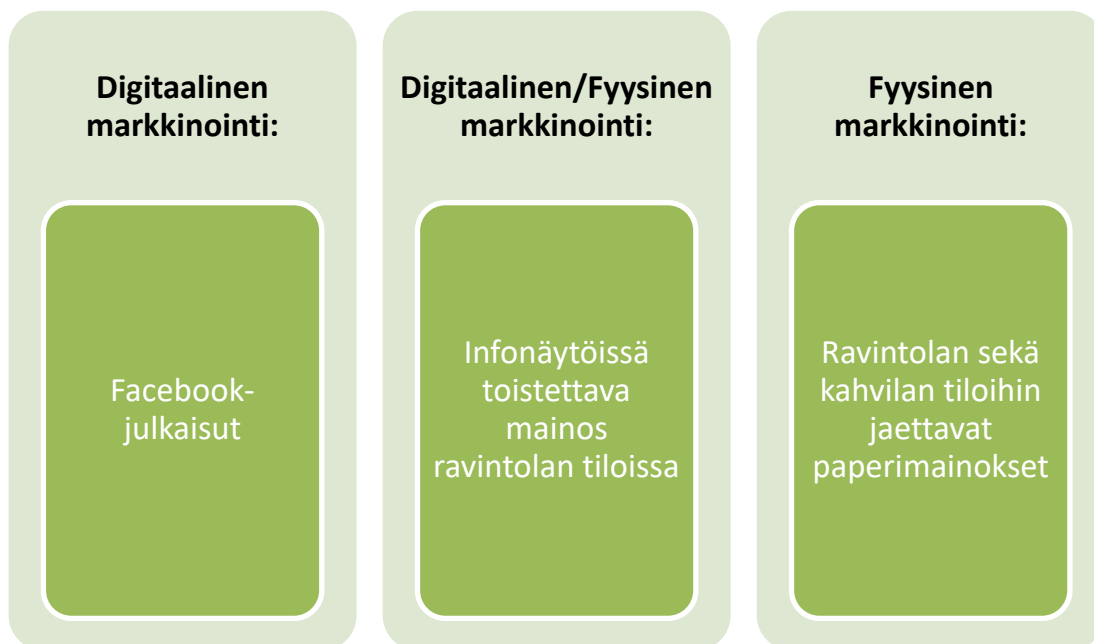 Digitaalinen
markkinointi:
Facebook-
julkaisut
Digitaalinen/Fyysinen
markkinointi:
Infonäytöissä
toistettava
mainos
ravintolan tiloissa
Fyysinen
markkinointi:
Ravintolan sekä
kahvilan tiloihin
jaettavat
paperimainokset